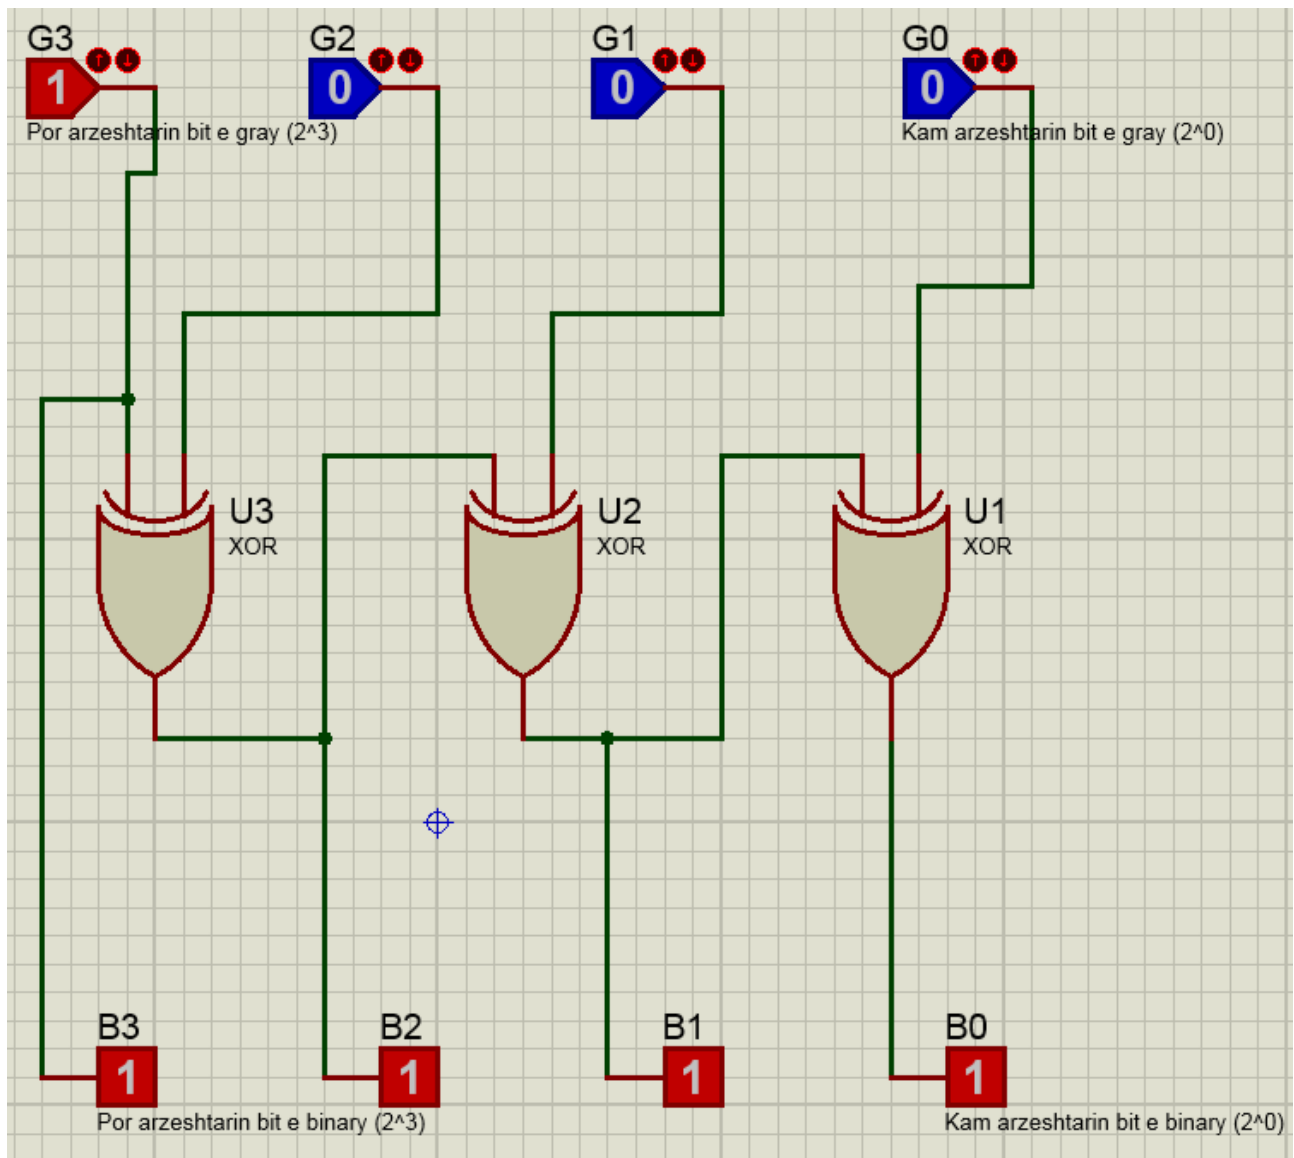 G3 G2 G1 G0
1 0 0 0
Por arzeshtarin bit e gray (2^3) Kam arzeshtarin bit e gray (2^0)
U3 U2 U1
XOR XOR XOR
B3 B2 B1 B0
1 1 1 1
Por arzeshtarin bit e binary (2^3) Kam arzeshtarin bit e binary (2^0)